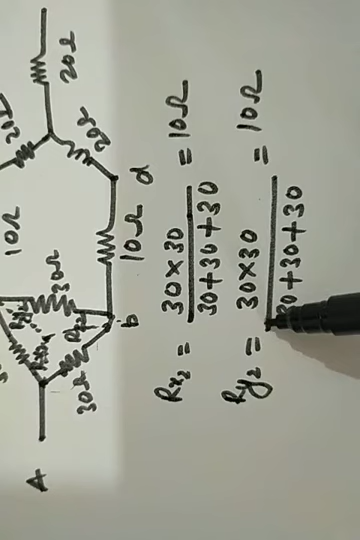 20Ω
20Ω
d
10Ω
10Ω
30Ω
b
30Ω
A
Rx₂ = 30×30 / 30+30+30 = 10Ω
Ry₂ = 30×30 / 30+30+30 = 10Ω